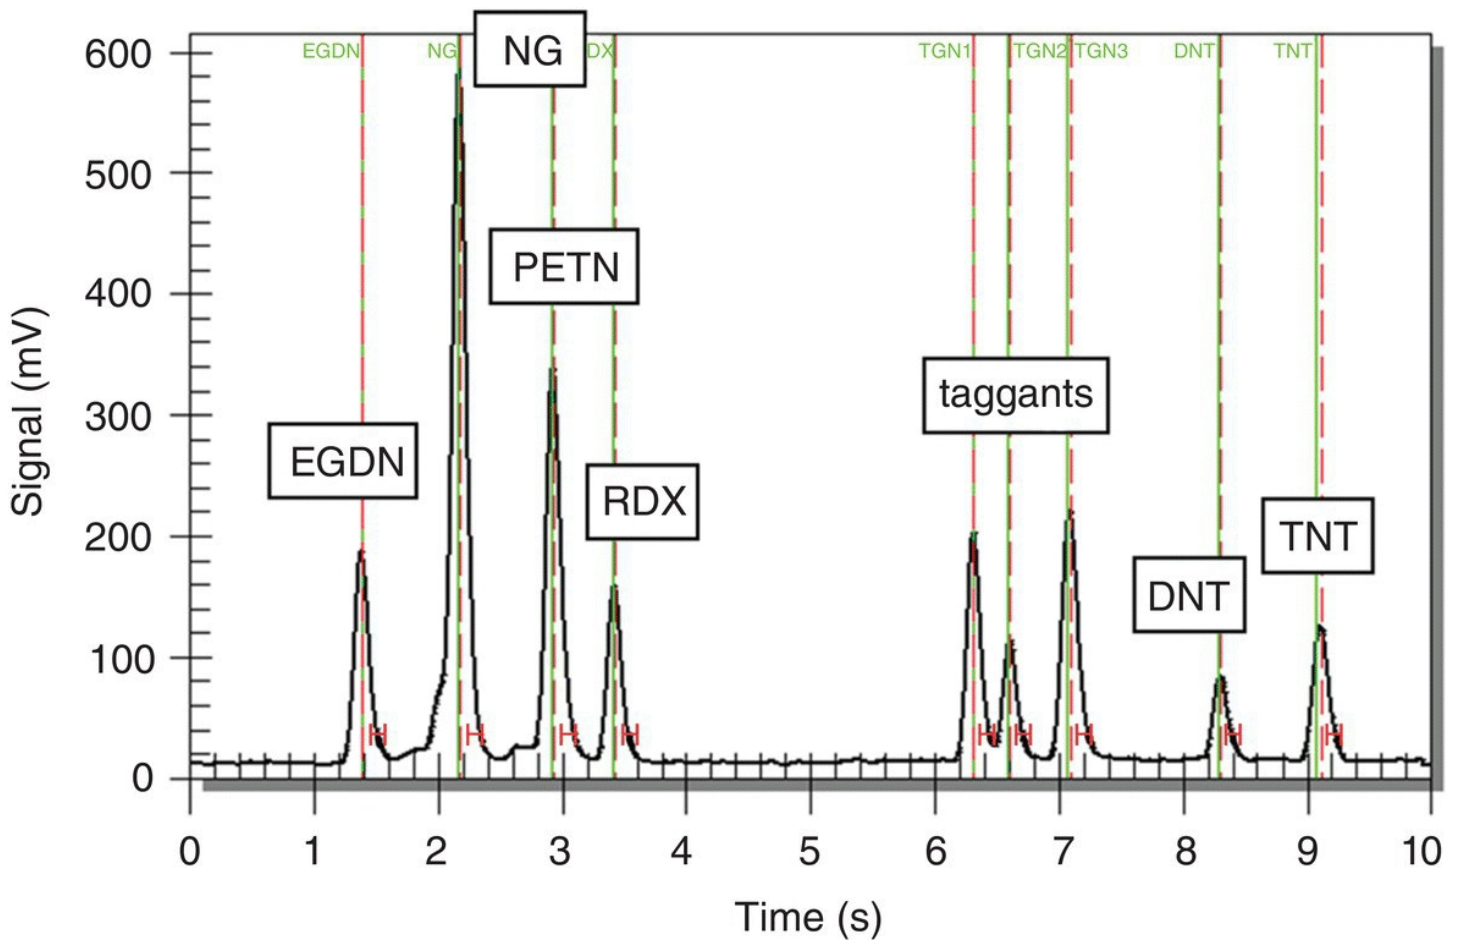 NG
600
EGDN
NG
DX
TGN1
TGN2
TGN3
DNT
TNT
500
400
PETN
300
taggants
EGDN
RDX
200
TNT
DNT
100
0
Signal (mV)
0 1 2 3 4 5 6 7 8 9 10
Time (s)